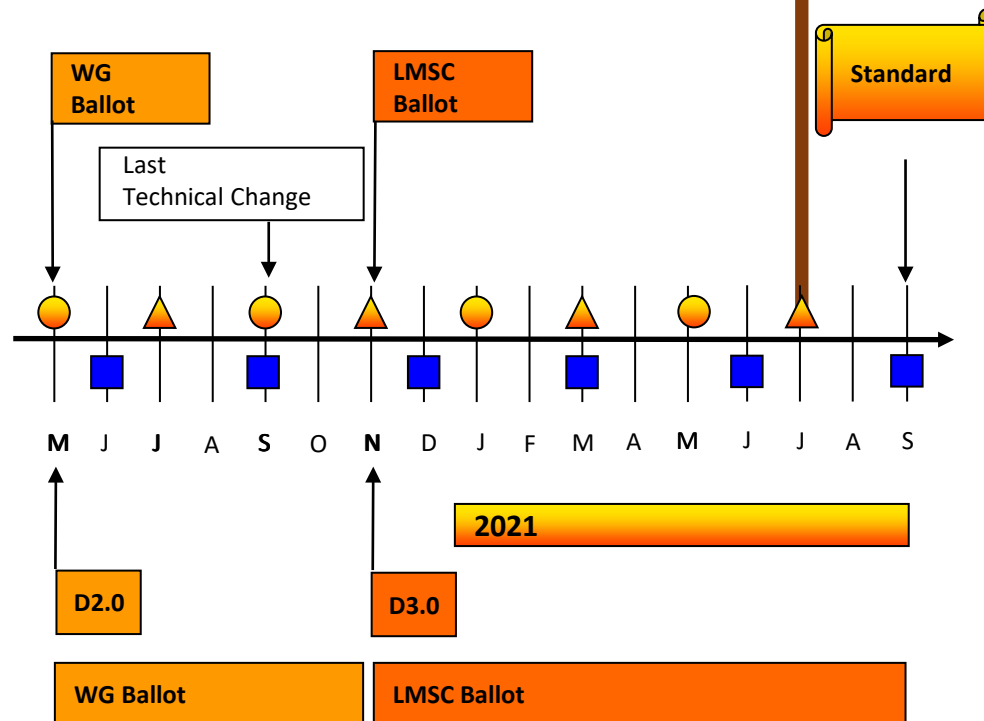 WG
Ballot
LMSC
Ballot
Standard
Last
Technical Change
M J J A S O N D J F M A M J J A S
2021
D2.0
D3.0
WG Ballot
LMSC Ballot